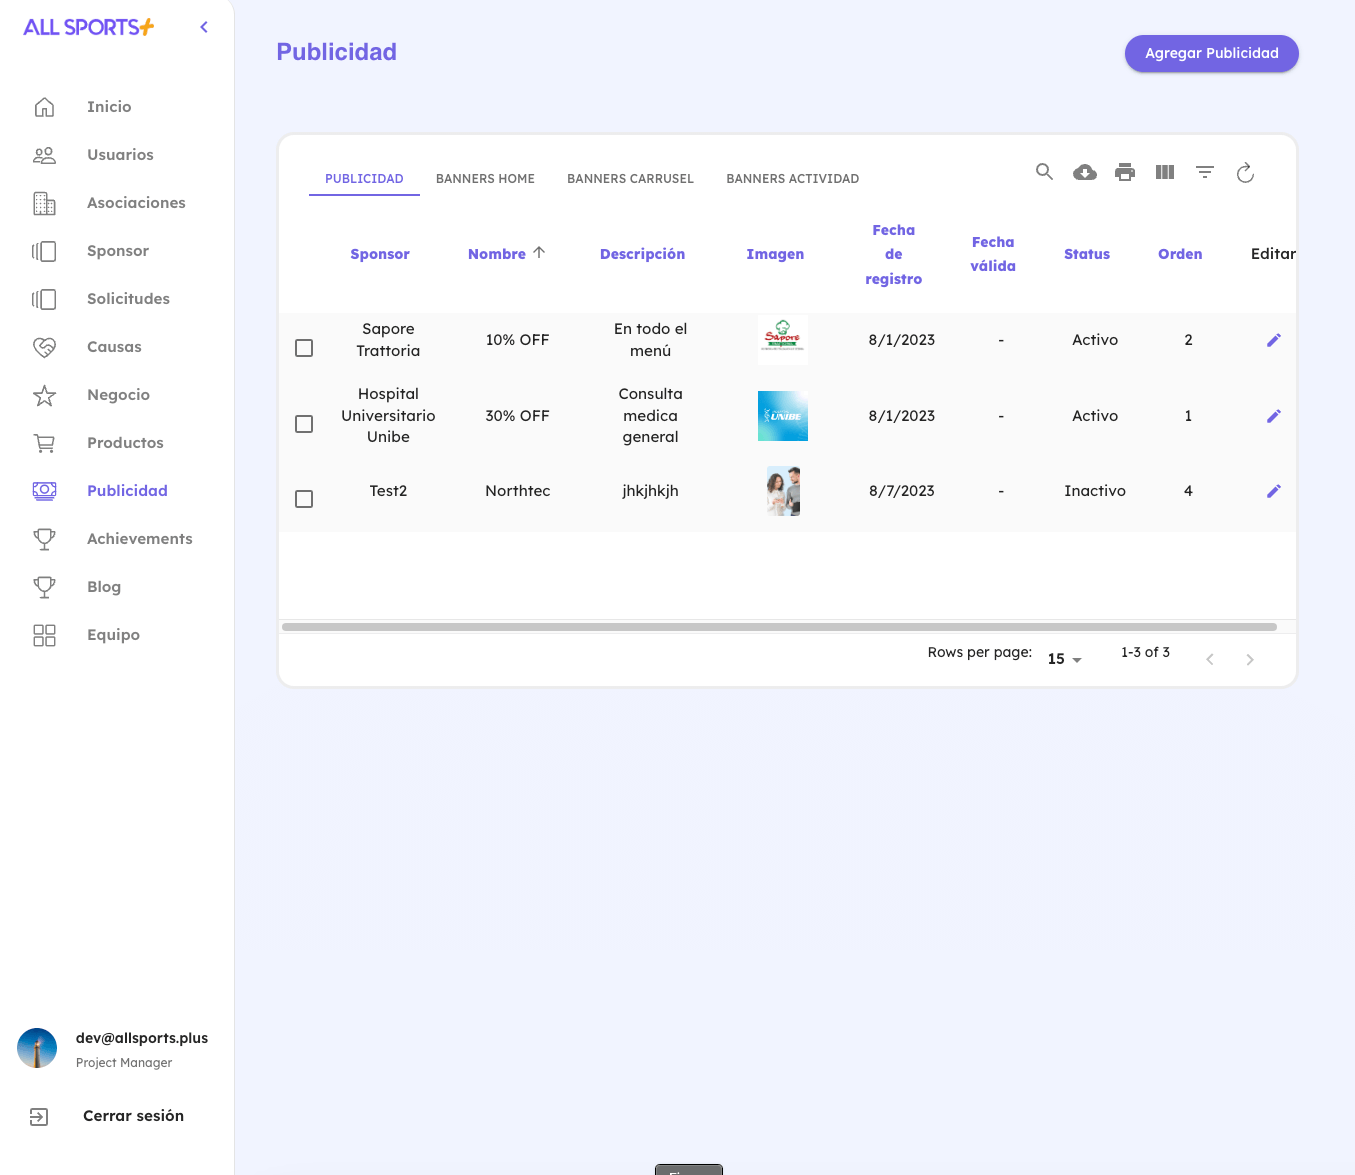 ALL SPORTS+
Inicio
Usuarios
Asociaciones
Sponsor
Solicitudes
Causas
Negocio
Productos
Publicidad
Achievements
Blog
Equipo
dev@allsports.plus
Project Manager
Cerrar sesión
Publicidad
Agregar Publicidad
PUBLICIDAD BANNERS HOME BANNERS CARRUSEL BANNERS ACTIVIDAD
Sponsor Nombre Descripción Imagen Fecha de registro Fecha válida Status Orden Editar
Sapore Trattoria 10% OFF En todo el menú Sapore 8/1/2023 - Activo 2
Hospital Universitario Unibe 30% OFF Consulta medica general UNIBE 8/1/2023 - Activo 1
Test2 Northtec jhkjhkjh 8/7/2023 - Inactivo 4
Rows per page: 15 1-3 of 3